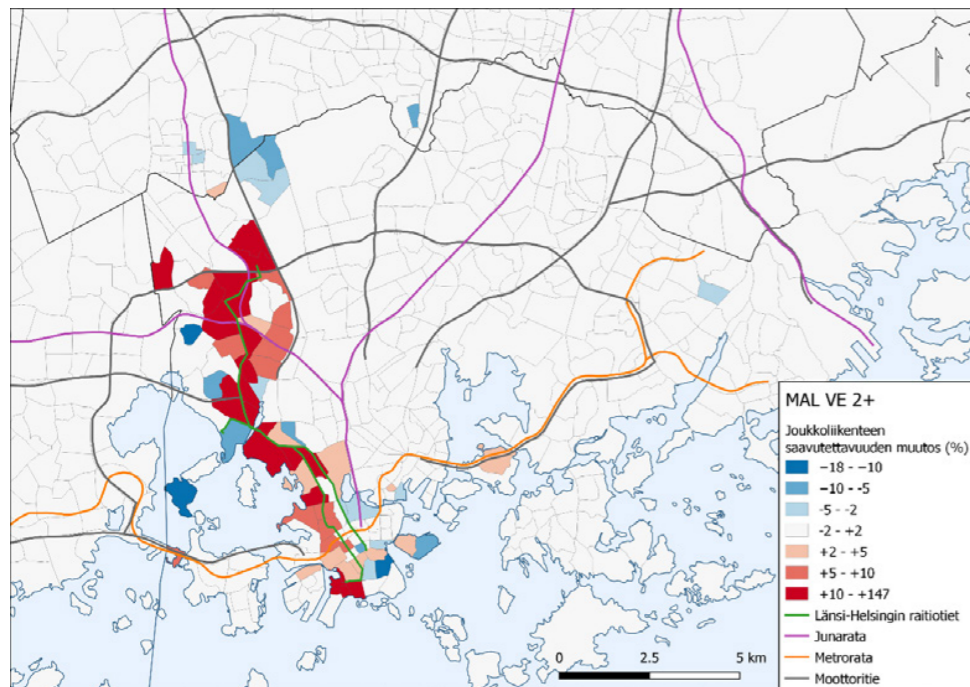 MAL VE 2+
Joukkoliikenteen
saavutettavuuden muutos (%)
−18 - −10
−10 - -5
-5 - -2
-2 - +2
+2 - +5
+5 - +10
+10 - +147
Länsi-Helsingin raitiotiet
Junarata
Metrorata
Moottoritie
0 2.5 5 km